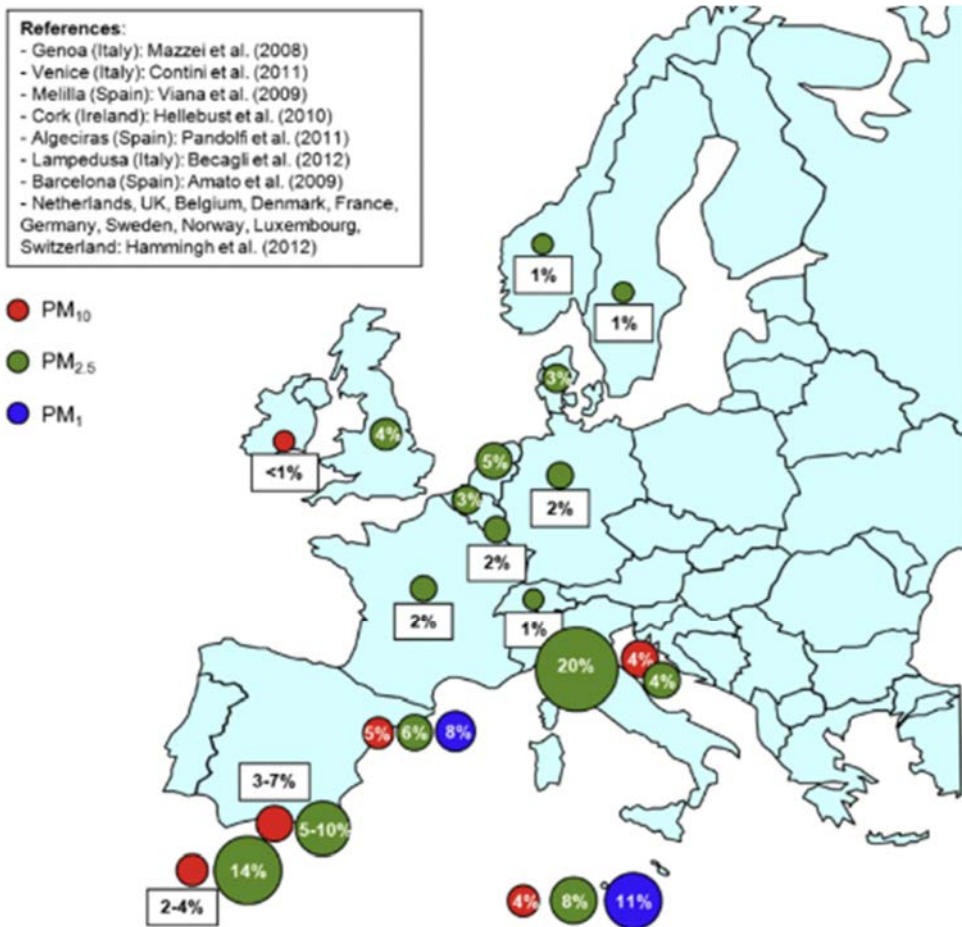 References:
- Genoa (Italy): Mazzei et al. (2008)
- Venice (Italy): Contini et al. (2011)
- Melilla (Spain): Viana et al. (2009)
- Cork (Ireland): Hellebust et al. (2010)
- Algeciras (Spain): Pandolfi et al. (2011)
- Lampedusa (Italy): Becagli et al. (2012)
- Barcelona (Spain): Amato et al. (2009)
- Netherlands, UK, Belgium, Denmark, France,
Germany, Sweden, Norway, Luxembourg,
Switzerland: Hammingh et al. (2012)
PM10
PM2.5
PM1
1%
1%
3%
4%
<1%
5%
3%
2%
2%
2%
1%
20%
4%
4%
5% 6% 8%
3-7%
5-10%
14%
2-4%
4% 8% 11%